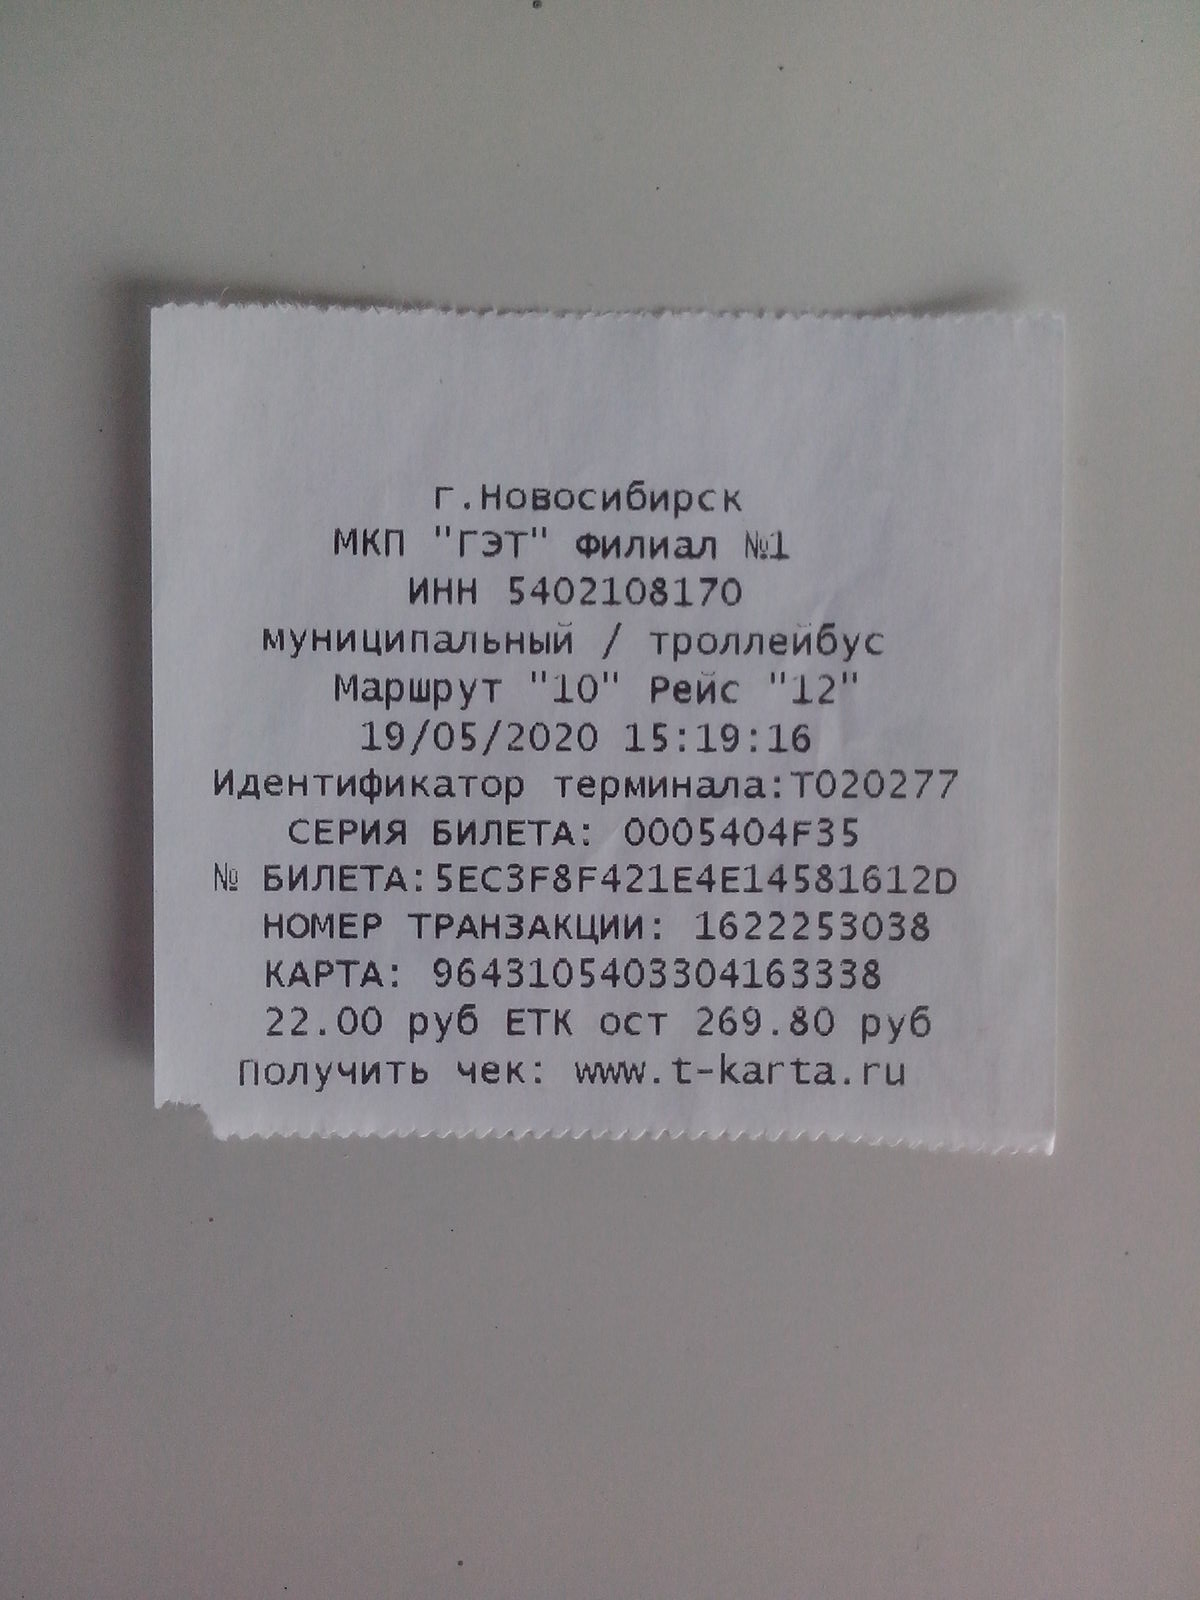 г.Новосибирск
МКП "ГЭТ" Филиал №1
ИНН 5402108170
муниципальный / троллейбус
Маршрут "10" Рейс "12"
19/05/2020 15:19:16
Идентификатор терминала:T020277
СЕРИЯ БИЛЕТА: 0005404F35
№ БИЛЕТА:5EC3F8F421E4E14581612D
НОМЕР ТРАНЗАКЦИИ: 1622253038
КАРТА: 9643105403304163338
22.00 руб ЕТК ост 269.80 руб
Получить чек: www.t-karta.ru